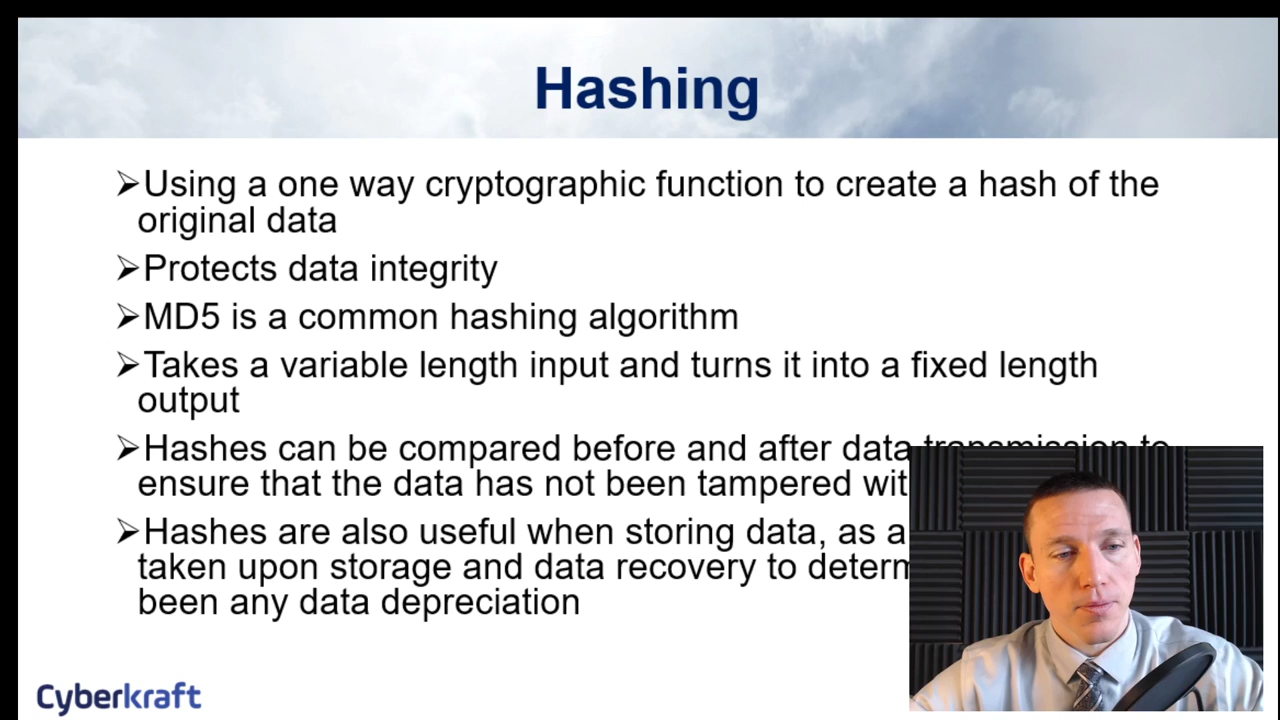 Hashing
➢Using a one way cryptographic function to create a hash of the
original data
➢Protects data integrity
➢MD5 is a common hashing algorithm
➢Takes a variable length input and turns it into a fixed length
output
➢Hashes can be compared before and after data transmission to
ensure that the data has not been tampered
➢Hashes are also useful when storing data, as a
taken upon storage and data recovery to
been any data depreciation
Cyberkraft